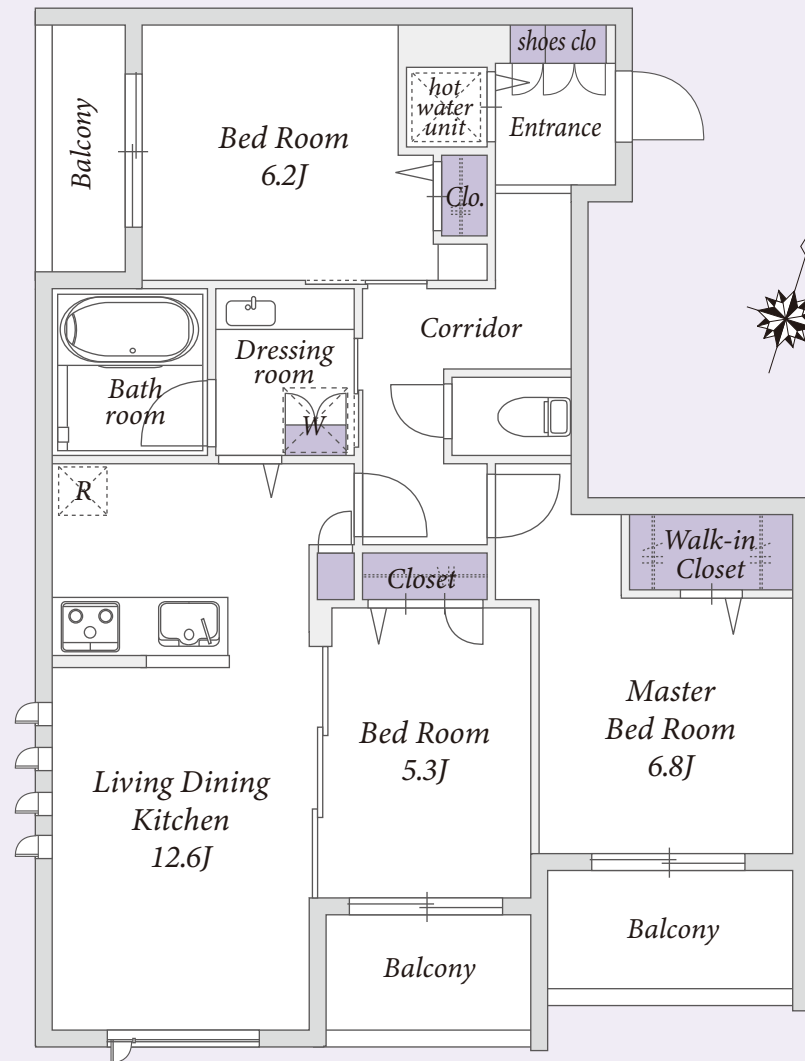 shoes clo
hot
water
unit
Entrance
Balcony
Bed Room
6.2J
Clo.
Corridor
Dressing
room
Bath
room
W
R
Closet
Walk-in
Closet
Master
Bed Room
6.8J
Bed Room
5.3J
Living Dining
Kitchen
12.6J
Balcony
Balcony